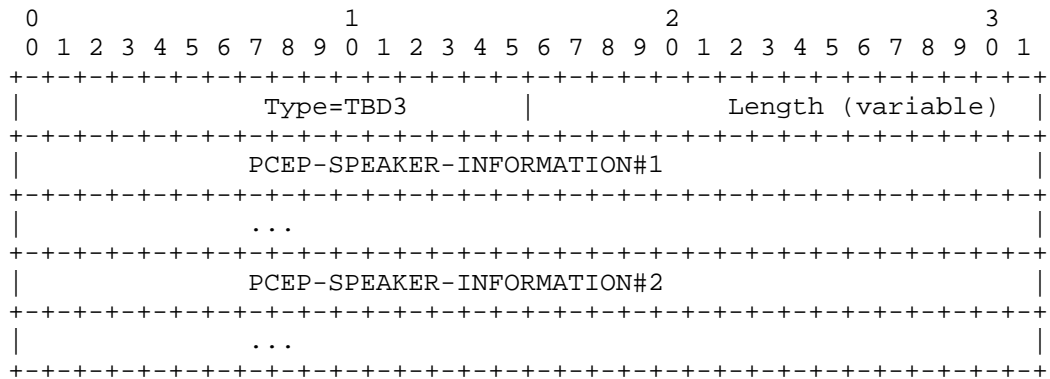 0                   1                   2                   3
 0 1 2 3 4 5 6 7 8 9 0 1 2 3 4 5 6 7 8 9 0 1 2 3 4 5 6 7 8 9 0 1
+-+-+-+-+-+-+-+-+-+-+-+-+-+-+-+-+-+-+-+-+-+-+-+-+-+-+-+-+-+-+-+-+
|               Type=TBD3       |            Length (variable)  |
+-+-+-+-+-+-+-+-+-+-+-+-+-+-+-+-+-+-+-+-+-+-+-+-+-+-+-+-+-+-+-+-+
|              PCEP-SPEAKER-INFORMATION#1                       |
+-+-+-+-+-+-+-+-+-+-+-+-+-+-+-+-+-+-+-+-+-+-+-+-+-+-+-+-+-+-+-+-+
|              ...                                              |
+-+-+-+-+-+-+-+-+-+-+-+-+-+-+-+-+-+-+-+-+-+-+-+-+-+-+-+-+-+-+-+-+
|              PCEP-SPEAKER-INFORMATION#2                       |
+-+-+-+-+-+-+-+-+-+-+-+-+-+-+-+-+-+-+-+-+-+-+-+-+-+-+-+-+-+-+-+-+
|              ...                                              |
+-+-+-+-+-+-+-+-+-+-+-+-+-+-+-+-+-+-+-+-+-+-+-+-+-+-+-+-+-+-+-+-+